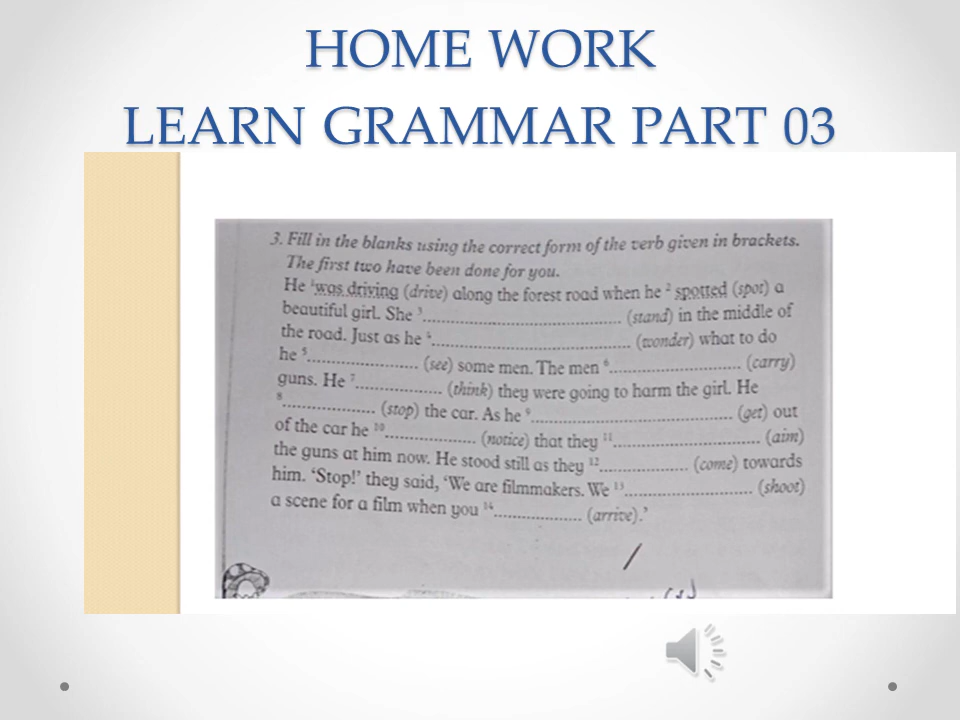 HOME WORK
LEARN GRAMMAR PART 03
3. Fill in the blanks using the correct form of the verb given in brackets.
The first two have been done for you.
He ¹was driving (drive) along the forest road when he ² spotted (spot) a
beautiful girl. She ³.................................................. (stand) in the middle of
the road. Just as he ⁴.................................................. (wonder) what to do
he ⁵............................ (see) some men. The men ⁶................................. (carry)
guns. He ⁷...................... (think) they were going to harm the girl. He
⁸........................ (stop) the car. As he ⁹.................................................. (get) out
of the car he ¹⁰....................... (notice) that they ¹¹..................................... (aim)
the guns at him now. He stood still as they ¹²...................... (come) towards
him. ‘Stop!’ they said, ‘We are filmmakers. We ¹³................................ (shoot)
a scene for a film when you ¹⁴...................... (arrive).’